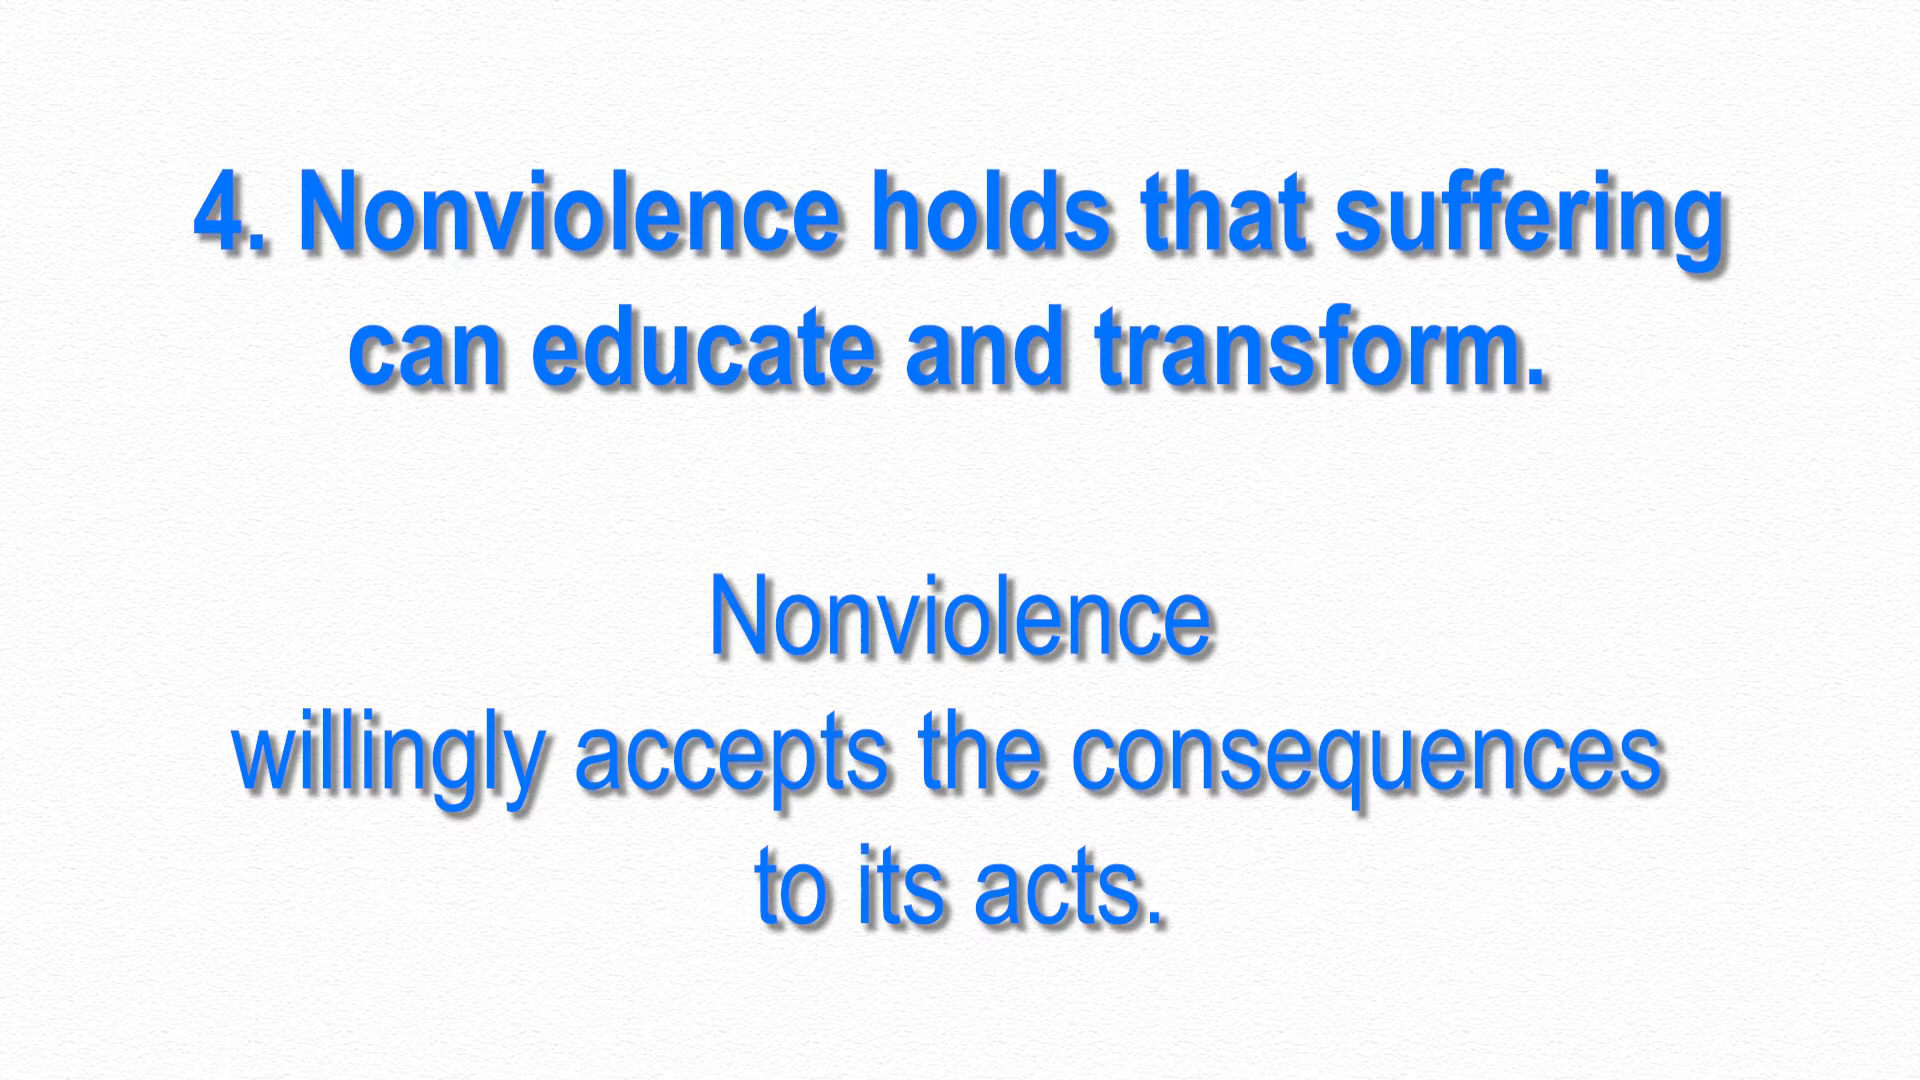 4. Nonviolence holds that suffering
can educate and transform.
Nonviolence
willingly accepts the consequences
to its acts.